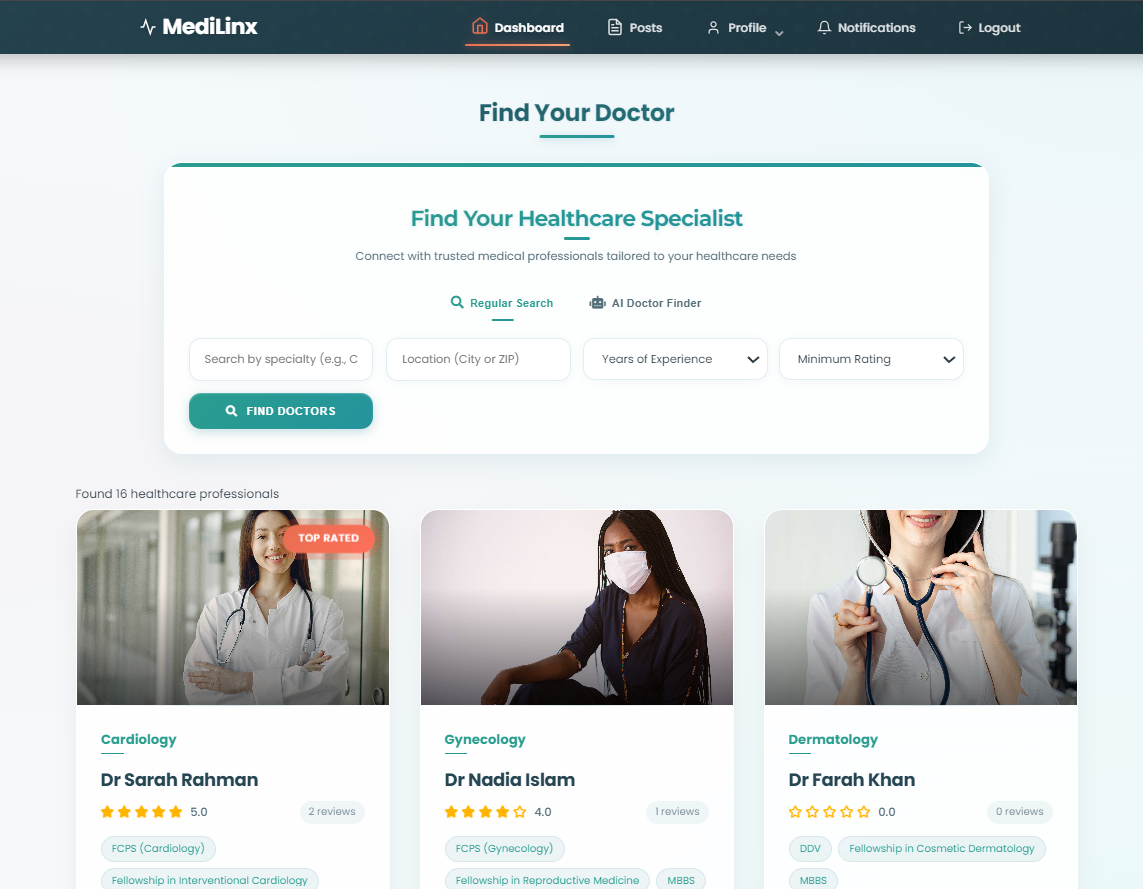 MediLinx
Dashboard
Posts
Profile
Notifications
Logout
Find Your Doctor
Find Your Healthcare Specialist
Connect with trusted medical professionals tailored to your healthcare needs
Regular Search
AI Doctor Finder
Search by specialty (e.g., C
Location (City or ZIP)
Years of Experience
Minimum Rating
FIND DOCTORS
Found 16 healthcare professionals
TOP RATED
Cardiology
Dr Sarah Rahman
5.0
2 reviews
FCPS (Cardiology)
Fellowship in Interventional Cardiology
Gynecology
Dr Nadia Islam
4.0
1 reviews
FCPS (Gynecology)
Fellowship in Reproductive Medicine
MBBS
Dermatology
Dr Farah Khan
0.0
0 reviews
DDV
Fellowship in Cosmetic Dermatology
MBBS